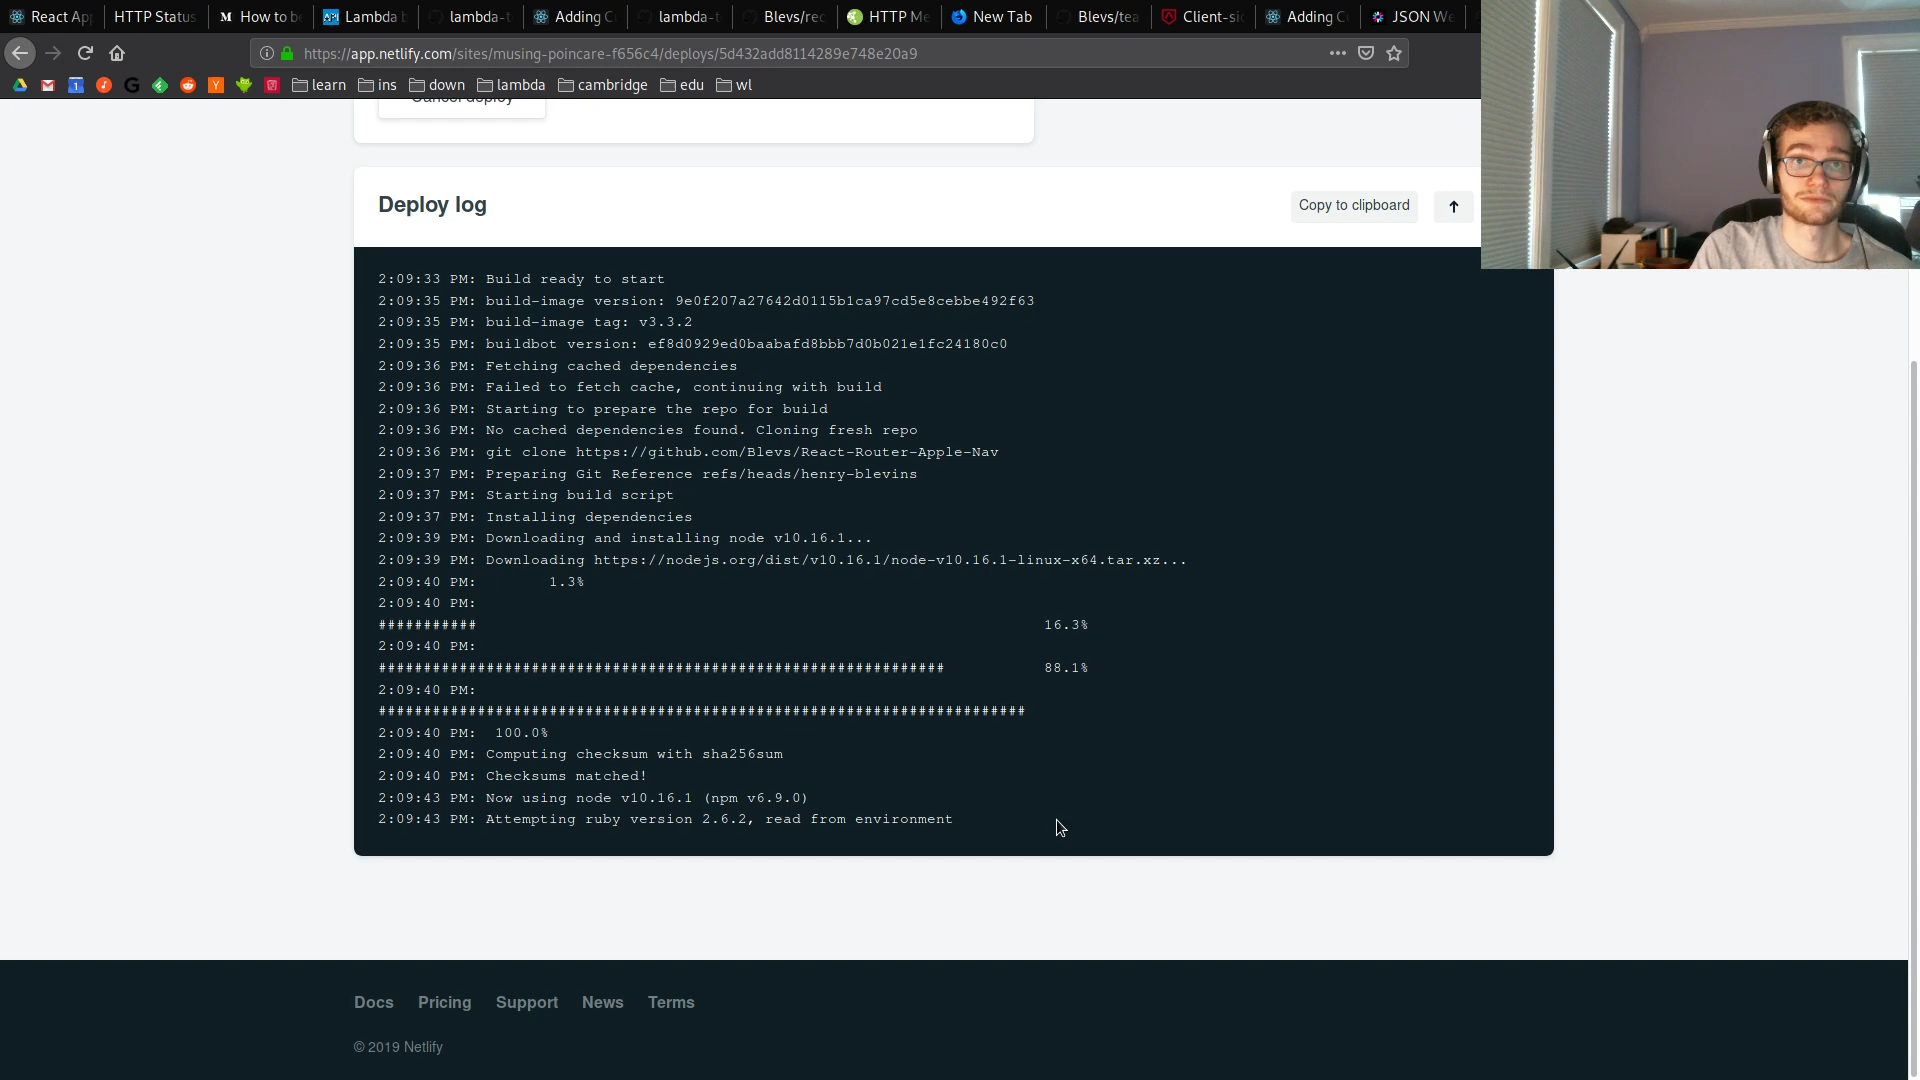 React Ap
HTTP Status
How to b
Lambda
lambda-t
Adding C
lambda-t
Blevs/rec
HTTP Me
New Tab
Blevs/tea
Client-si
Adding C
JSON We
https://app.netlify.com/sites/musing-poincare-f656c4/deploys/5d432add8114289e748e20a9
learn
ins
down
lambda
cambridge
edu
wl
Cancel deploy
Deploy log
Copy to clipboard
2:09:33 PM: Build ready to start
2:09:35 PM: build-image version: 9e0f207a27642d0115b1ca97cd5e8cebbe492f63
2:09:35 PM: build-image tag: v3.3.2
2:09:35 PM: buildbot version: ef8d0929ed0baabafd8bbb7d0b021e1fc24180c0
2:09:36 PM: Fetching cached dependencies
2:09:36 PM: Failed to fetch cache, continuing with build
2:09:36 PM: Starting to prepare the repo for build
2:09:36 PM: No cached dependencies found. Cloning fresh repo
2:09:36 PM: git clone https://github.com/Blevs/React-Router-Apple-Nav
2:09:37 PM: Preparing Git Reference refs/heads/henry-blevins
2:09:37 PM: Starting build script
2:09:37 PM: Installing dependencies
2:09:39 PM: Downloading and installing node v10.16.1...
2:09:39 PM: Downloading https://nodejs.org/dist/v10.16.1/node-v10.16.1-linux-x64.tar.xz...
2:09:40 PM: 1.3%
2:09:40 PM:
########### 16.3%
2:09:40 PM:
############################################################### 88.1%
2:09:40 PM:
########################################################################
2:09:40 PM: 100.0%
2:09:40 PM: Computing checksum with sha256sum
2:09:40 PM: Checksums matched!
2:09:43 PM: Now using node v10.16.1 (npm v6.9.0)
2:09:43 PM: Attempting ruby version 2.6.2, read from environment
Docs
Pricing
Support
News
Terms
© 2019 Netlify